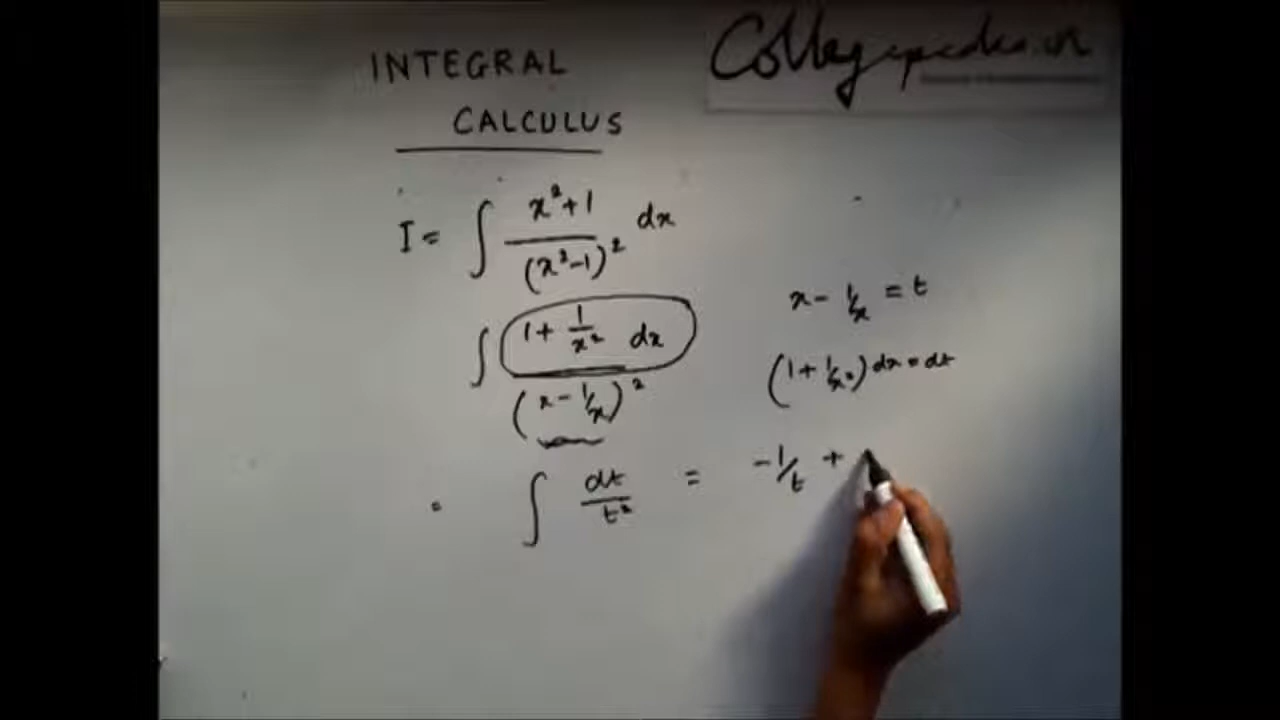 Collegepedia.in
INTEGRAL
CALCULUS
I = ∫ x²+1 / (x²-1)² dx
∫ 1 + 1/x² dx / (x - 1/x)²
x - 1/x = t
(1 + 1/x²) dx = dt
= ∫ dt / t² = -1/t +